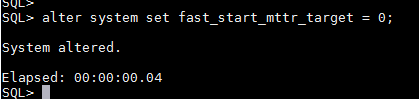 SQL>
SQL> alter system set fast_start_mttr_target = 0;
System altered.
Elapsed: 00:00:00.04
SQL>